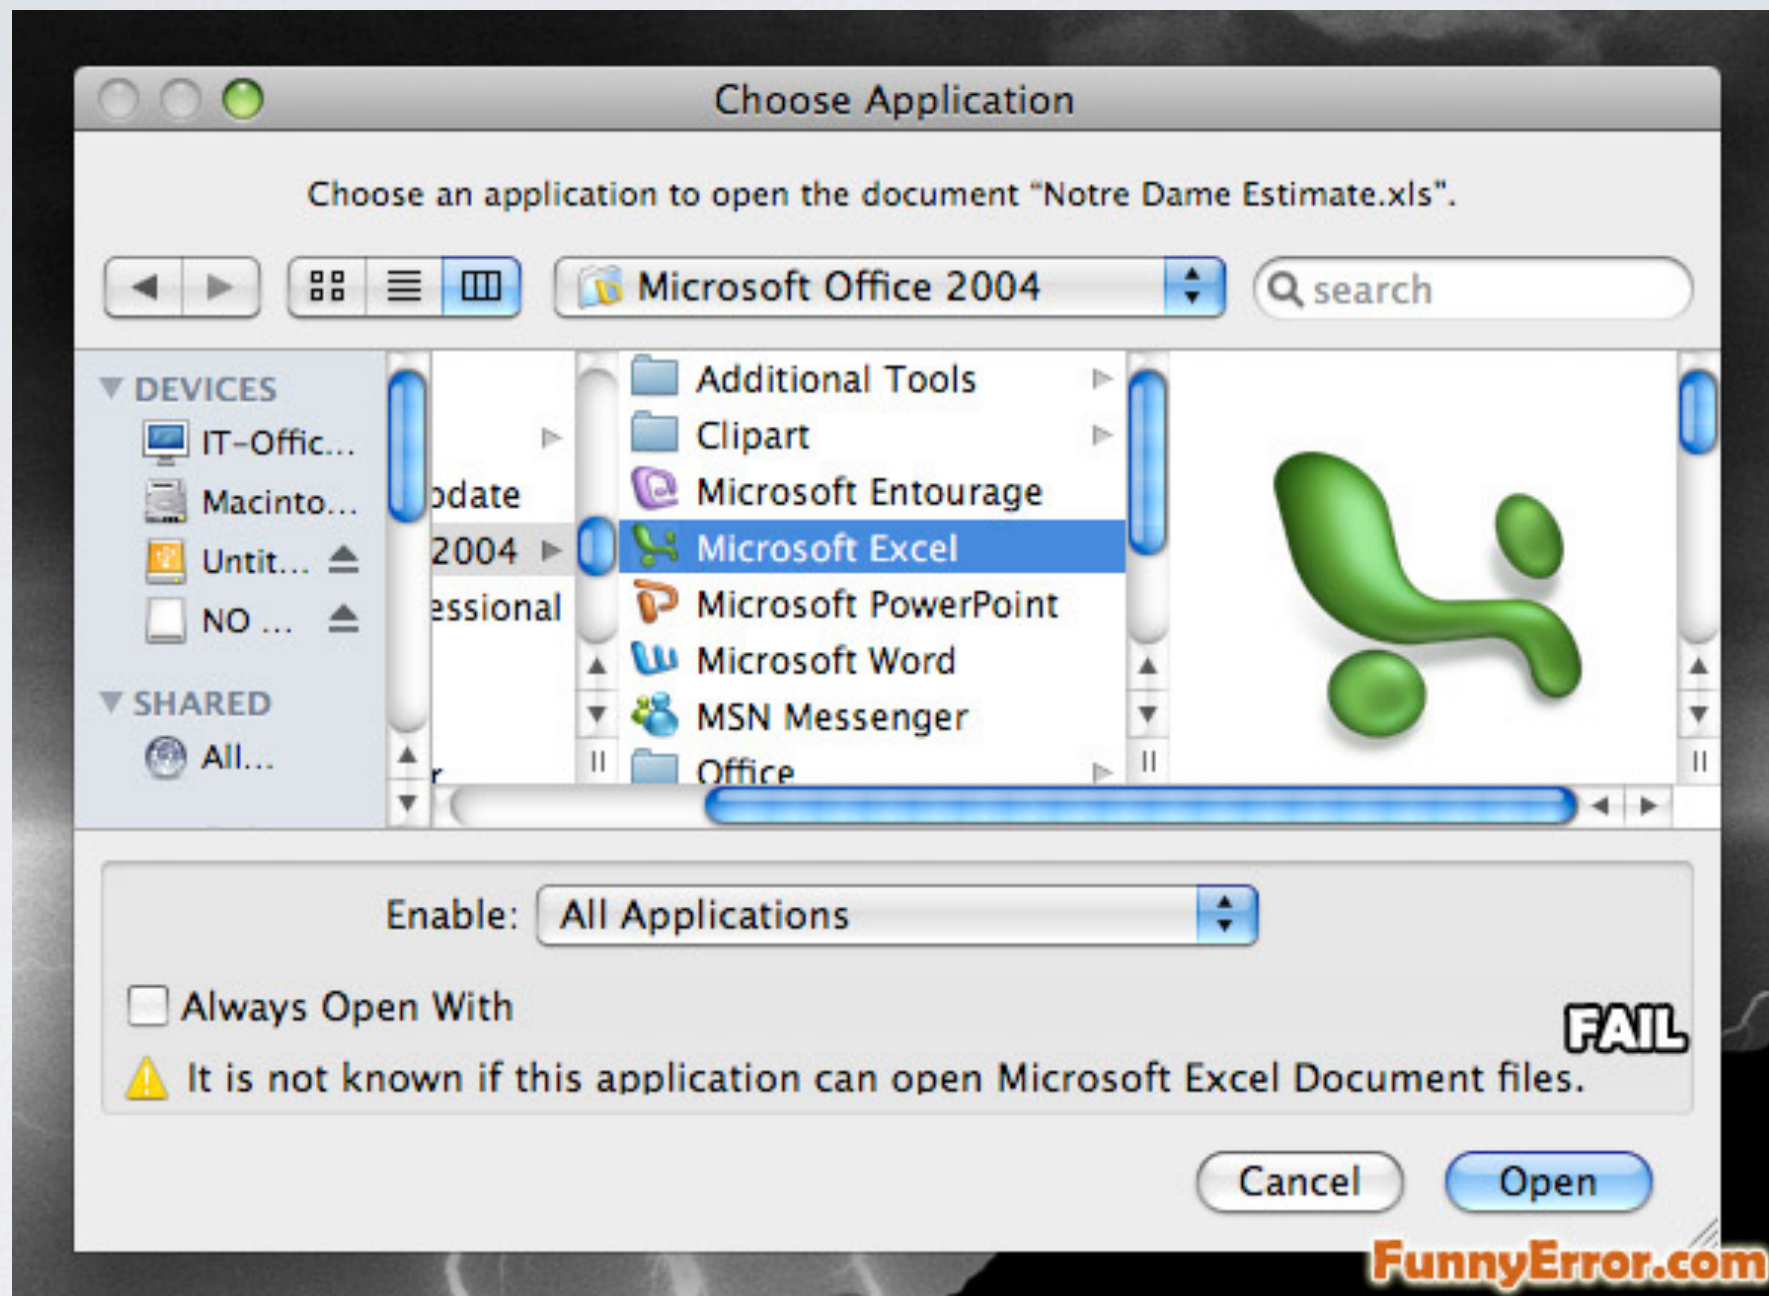 Choose Application
Choose an application to open the document “Notre Dame Estimate.xls”.
Microsoft Office 2004
search
DEVICES
IT-Offic...
Macinto...
Untit...
NO ...
SHARED
All...
pdate
2004
essional
r
Additional Tools
Clipart
Microsoft Entourage
Microsoft Excel
Microsoft PowerPoint
Microsoft Word
MSN Messenger
Office
Enable: All Applications
Always Open With
FAIL
It is not known if this application can open Microsoft Excel Document files.
Cancel Open
FunnyError.com